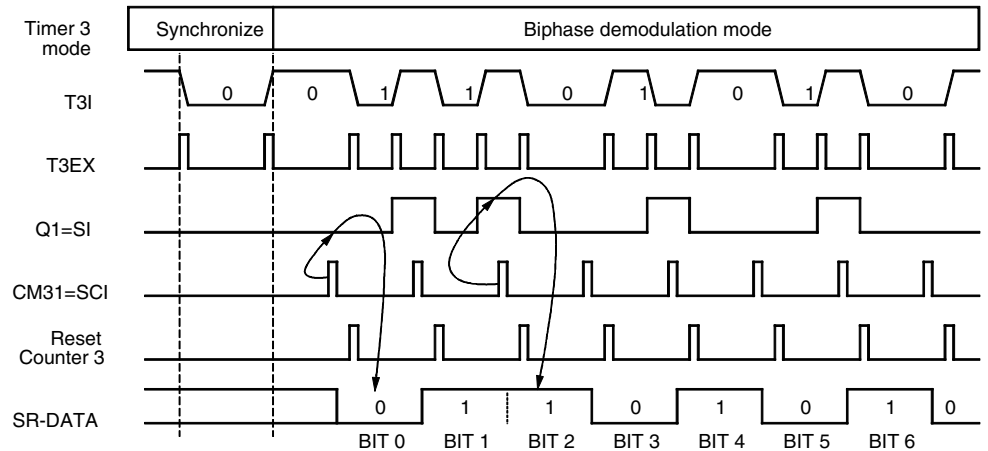 Timer 3
mode
Synchronize
Biphase demodulation mode
T3I
0 0 1 1 0 1 0 1 0
T3EX
Q1=SI
CM31=SCI
Reset
Counter 3
SR-DATA
0 1 1 0 1 0 1 0
BIT 0 BIT 1 BIT 2 BIT 3 BIT 4 BIT 5 BIT 6